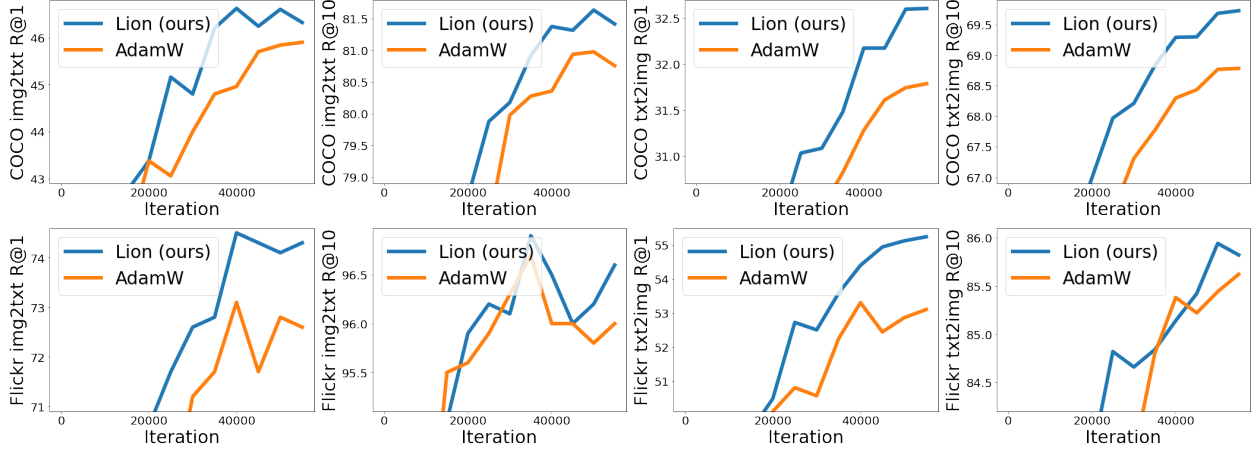 COCO img2txt R@1
46
45
44
43
0
20000
40000
Iteration
Lion (ours)
AdamW
COCO img2txt R@10
81.5
81.0
80.5
80.0
79.5
79.0
0
20000
40000
Iteration
Lion (ours)
AdamW
COCO txt2img R@1
32.5
32.0
31.5
31.0
0
20000
40000
Iteration
Lion (ours)
AdamW
COCO txt2img R@10
69.5
69.0
68.5
68.0
67.5
67.0
0
20000
40000
Iteration
Lion (ours)
AdamW
Flickr img2txt R@1
74
73
72
71
0
20000
40000
Iteration
Lion (ours)
AdamW
Flickr img2txt R@10
96.5
96.0
95.5
0
20000
40000
Iteration
Lion (ours)
AdamW
Flickr txt2img R@1
55
54
53
52
51
0
20000
40000
Iteration
Lion (ours)
AdamW
Flickr txt2img R@10
86.0
85.5
85.0
84.5
0
20000
40000
Iteration
Lion (ours)
AdamW